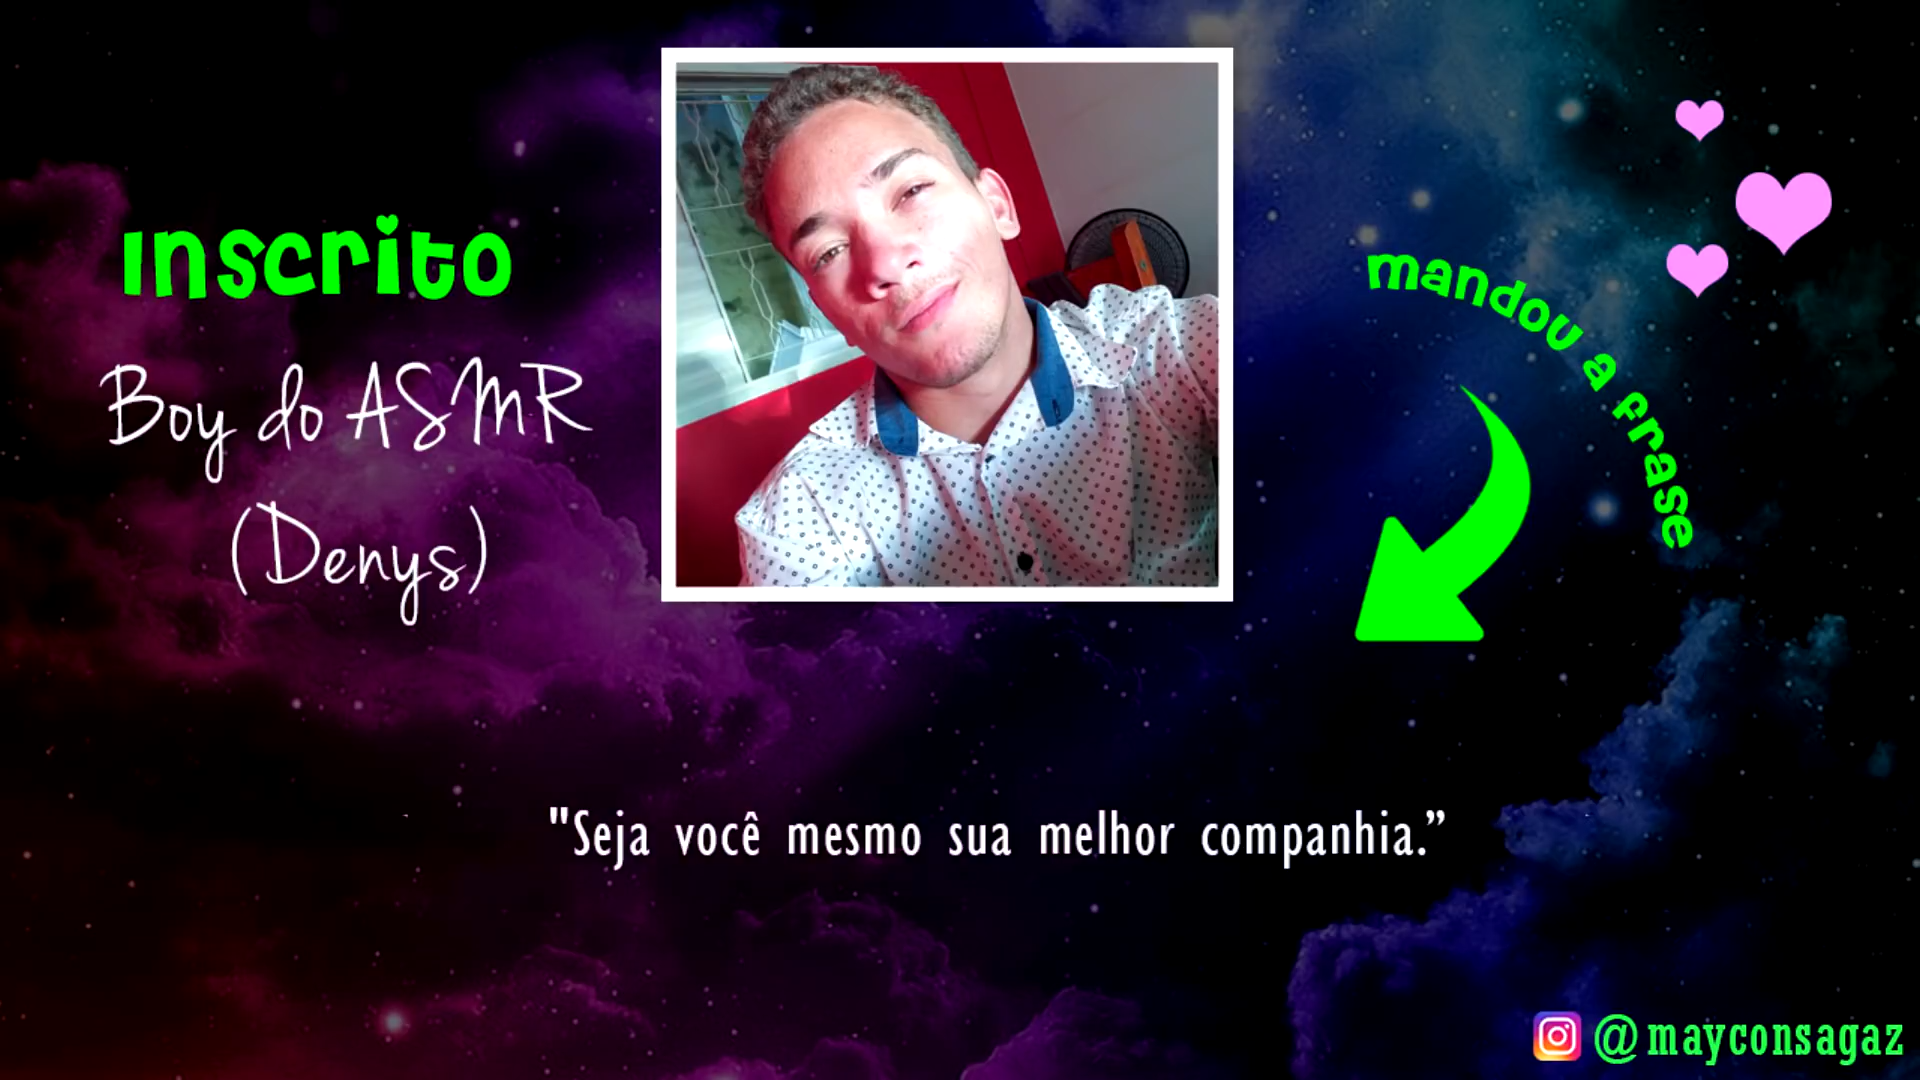 Inscrito
Boy do ASMR
(Denys)
mandou a frase
"Seja você mesmo sua melhor companhia.”
@mayconsagaz